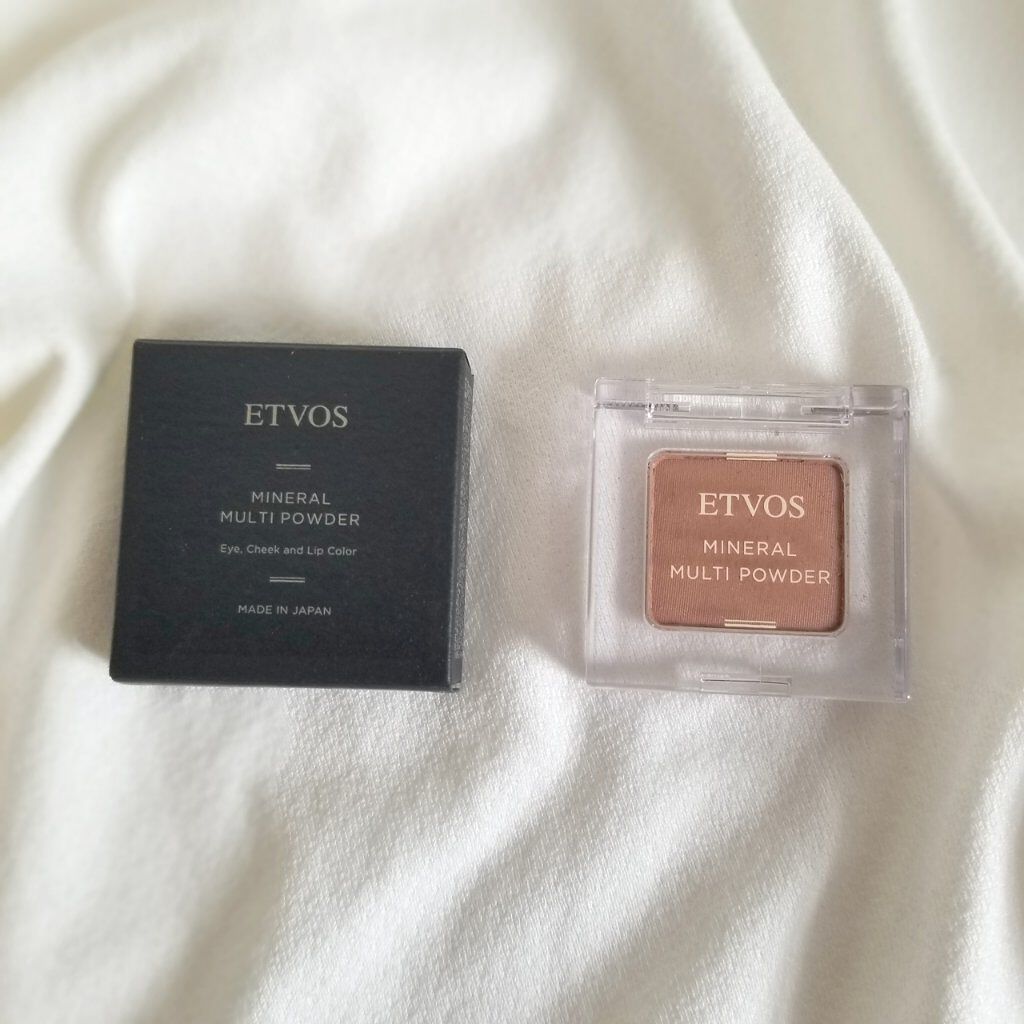 ETVOS
MINERAL
MULTI POWDER
Eye, Cheek and Lip Color
MADE IN JAPAN
ETVOS
MINERAL
MULTI POWDER